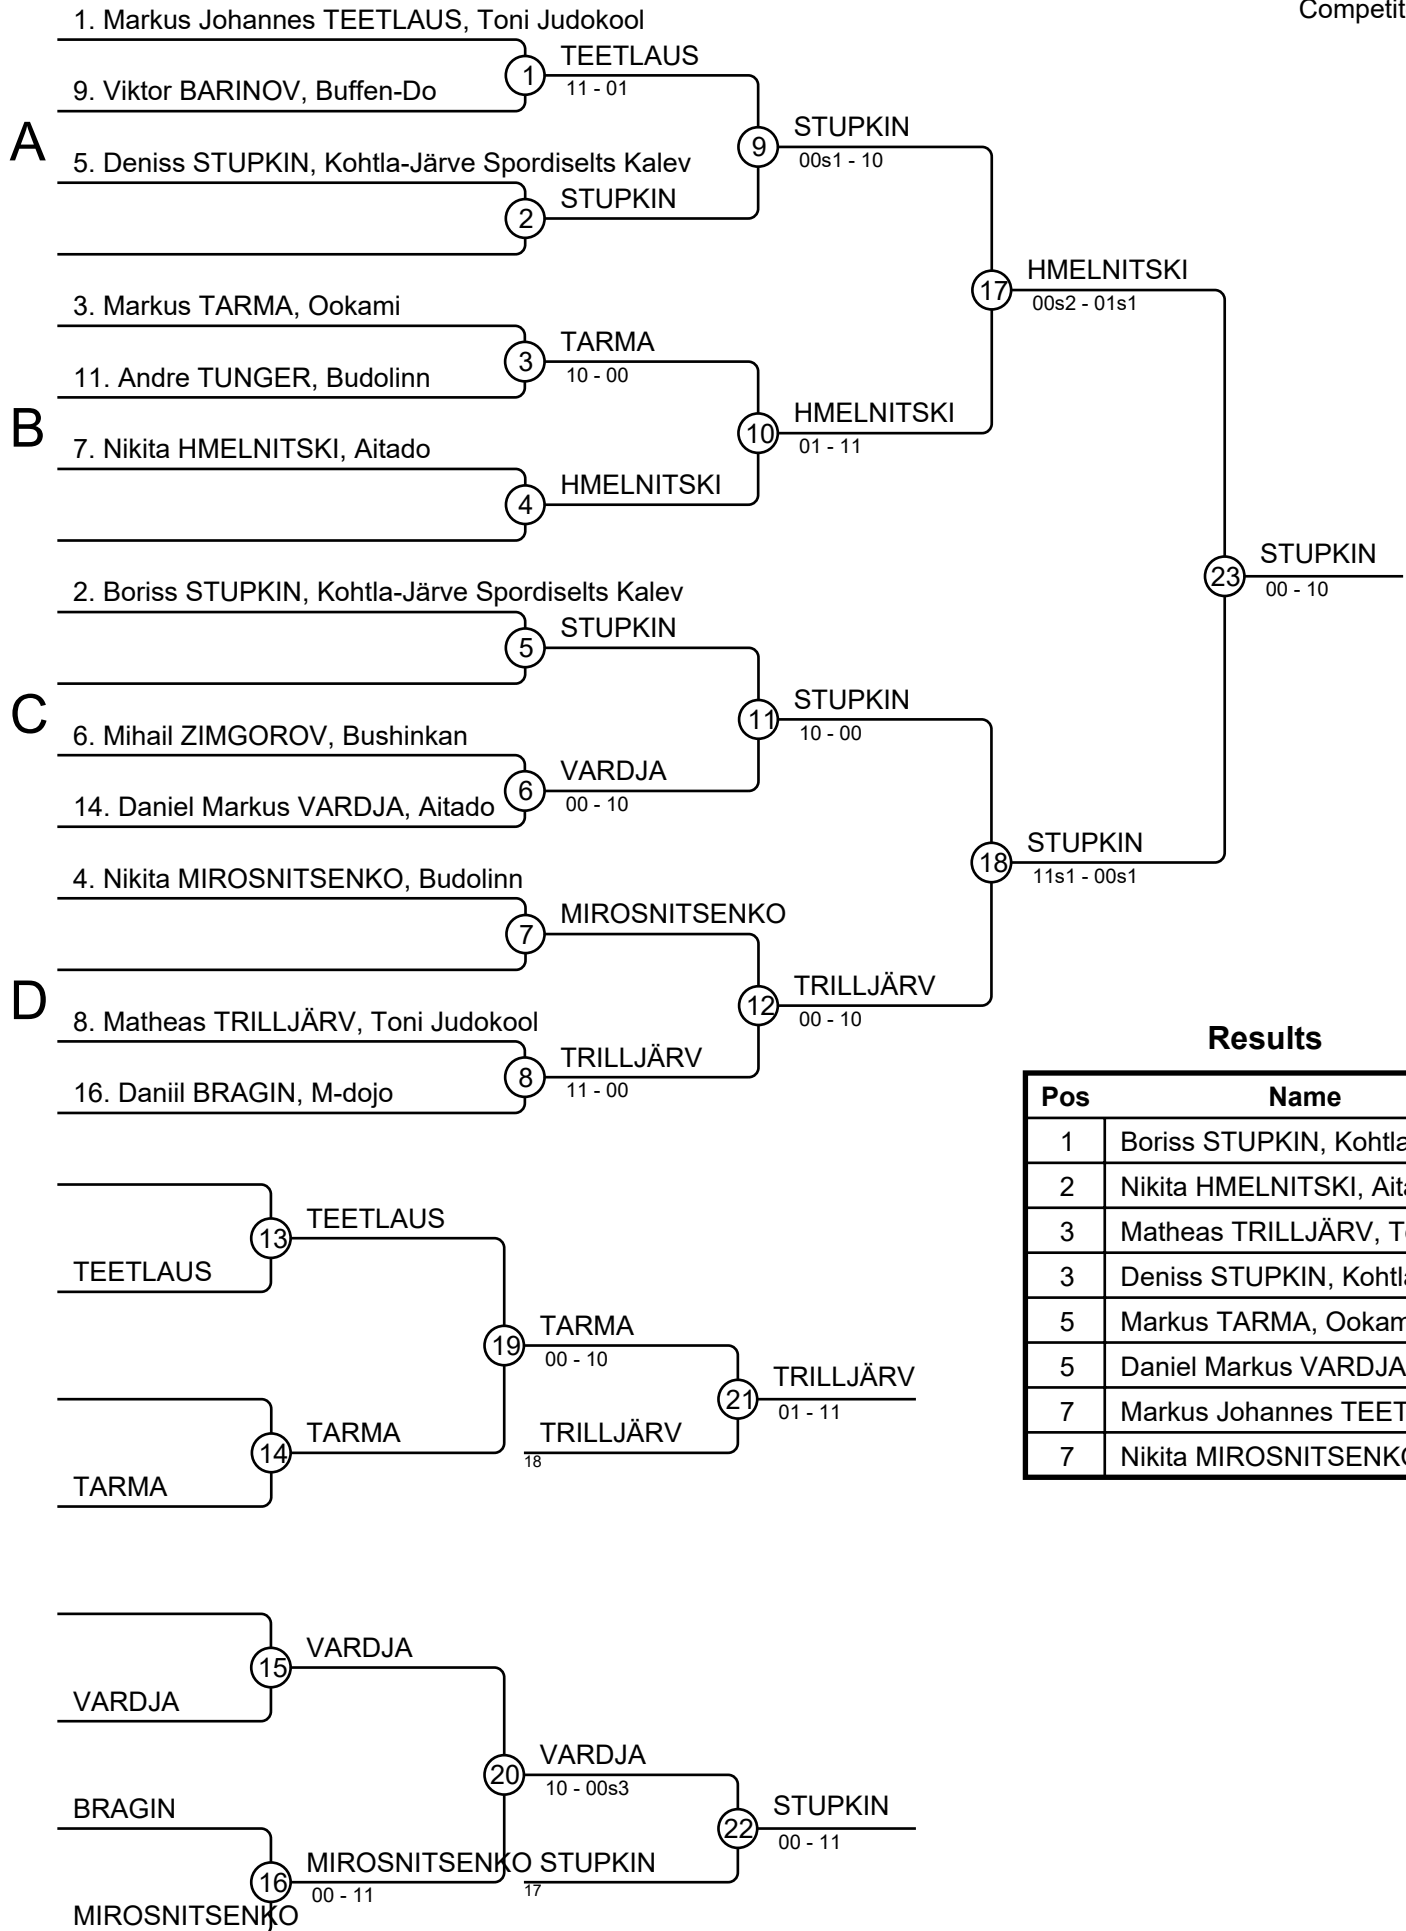 Competit
1. Markus Johannes TEETLAUS, Toni Judokool
TEETLAUS
1
11 - 01
9. Viktor BARINOV, Buffen-Do
A
STUPKIN
9
00s1 - 10
5. Deniss STUPKIN, Kohtla-Järve Spordiselts Kalev
STUPKIN
2
HMELNITSKI
17
00s2 - 01s1
3. Markus TARMA, Ookami
TARMA
3
10 - 00
11. Andre TUNGER, Budolinn
B
HMELNITSKI
10
01 - 11
7. Nikita HMELNITSKI, Aitado
HMELNITSKI
4
STUPKIN
23
00 - 10
2. Boriss STUPKIN, Kohtla-Järve Spordiselts Kalev
STUPKIN
5
C
STUPKIN
11
10 - 00
6. Mihail ZIMGOROV, Bushinkan
VARDJA
6
00 - 10
14. Daniel Markus VARDJA, Aitado
STUPKIN
18
11s1 - 00s1
4. Nikita MIROSNITSENKO, Budolinn
MIROSNITSENKO
7
D
TRILLJÄRV
12
00 - 10
8. Matheas TRILLJÄRV, Toni Judokool
TRILLJÄRV
8
11 - 00
16. Daniil BRAGIN, M-dojo
Results
Pos Name
1 Boriss STUPKIN, Kohtla
2 Nikita HMELNITSKI, Ait
3 Matheas TRILLJÄRV, T
3 Deniss STUPKIN, Kohtl
5 Markus TARMA, Ookam
5 Daniel Markus VARDJA
7 Markus Johannes TEET
7 Nikita MIROSNITSENK
TEETLAUS
13
TEETLAUS
TARMA
19
00 - 10
TRILLJÄRV
21
01 - 11
TARMA
14
TRILLJÄRV
18
TARMA
VARDJA
15
VARDJA
VARDJA
20
10 - 00s3
BRAGIN
STUPKIN
22
00 - 11
MIROSNITSENKO
16
00 - 11
STUPKIN
17
MIROSNITSENKO